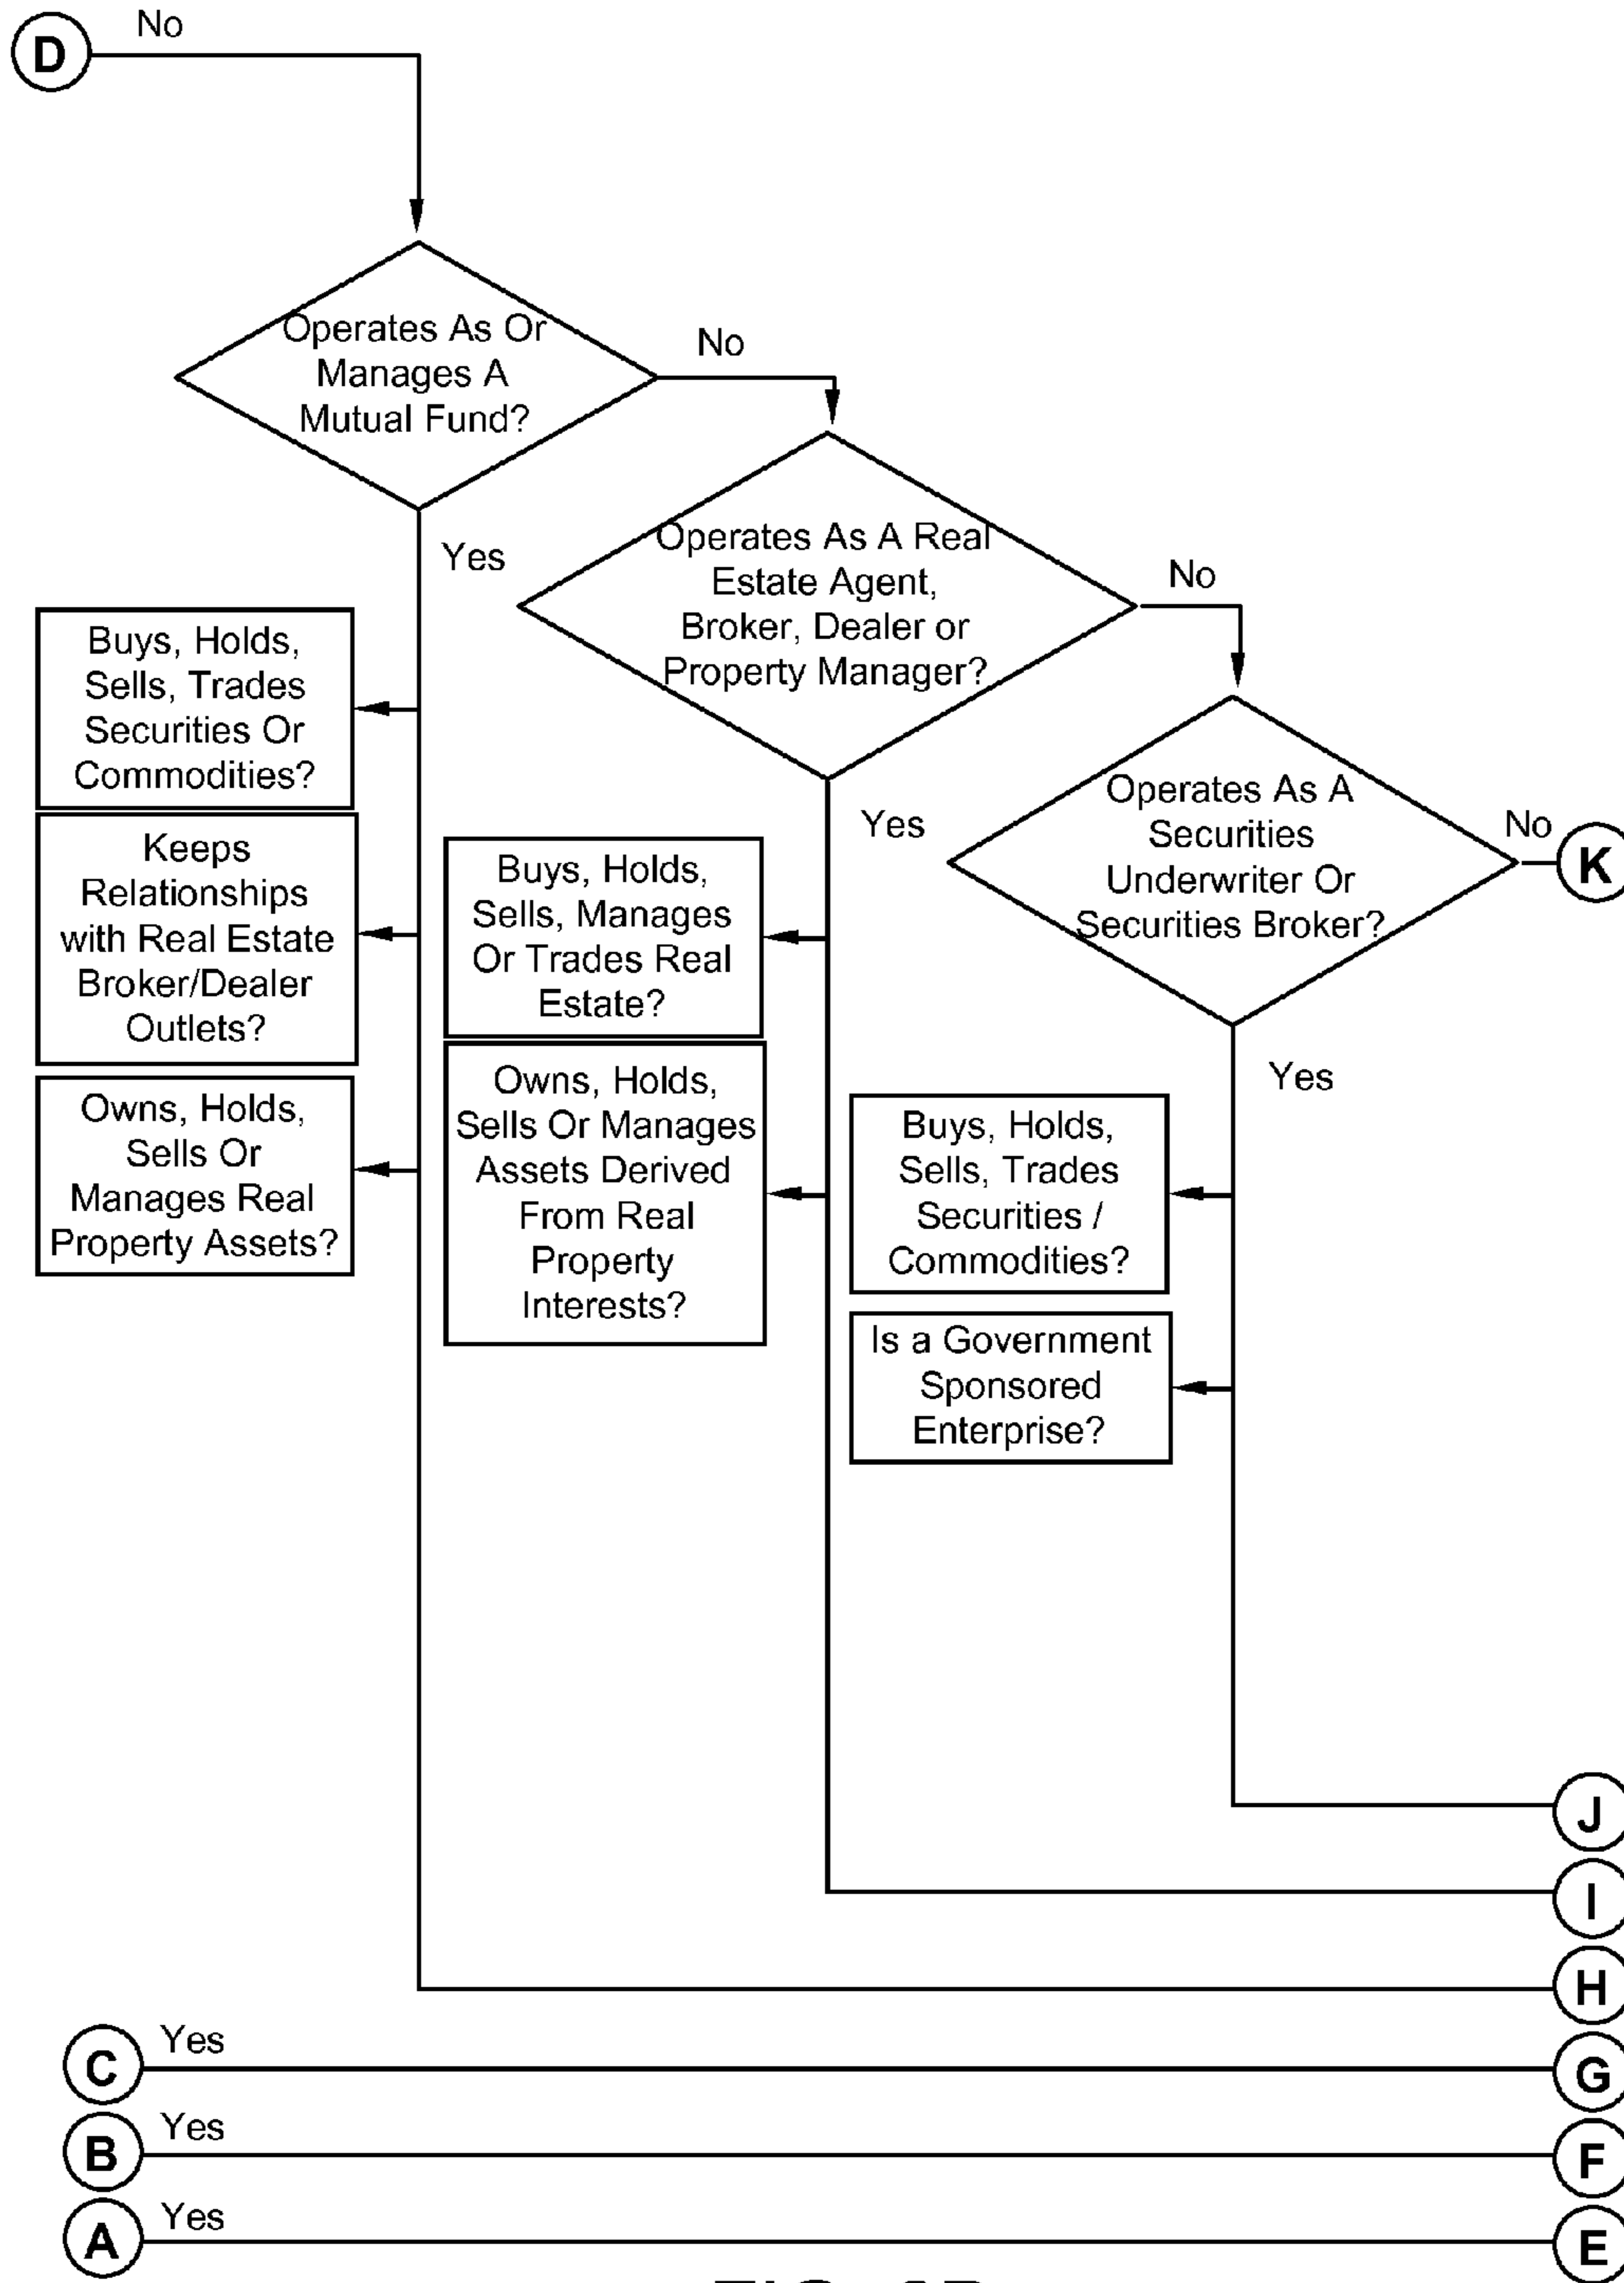 D
No
Operates As Or
Manages A
Mutual Fund?
No
Yes
Operates As A Real
Estate Agent,
Broker, Dealer or
Property Manager?
No
Yes
Operates As A
Securities
Underwriter Or
Securities Broker?
No
K
Yes
Buys, Holds,
Sells, Trades
Securities Or
Commodities?
Keeps
Relationships
with Real Estate
Broker/Dealer
Outlets?
Owns, Holds,
Sells Or
Manages Real
Property Assets?
Buys, Holds,
Sells, Manages
Or Trades Real
Estate?
Owns, Holds,
Sells Or Manages
Assets Derived
From Real
Property
Interests?
Buys, Holds,
Sells, Trades
Securities /
Commodities?
Is a Government
Sponsored
Enterprise?
J
I
H
C
Yes
G
B
Yes
F
A
Yes
E